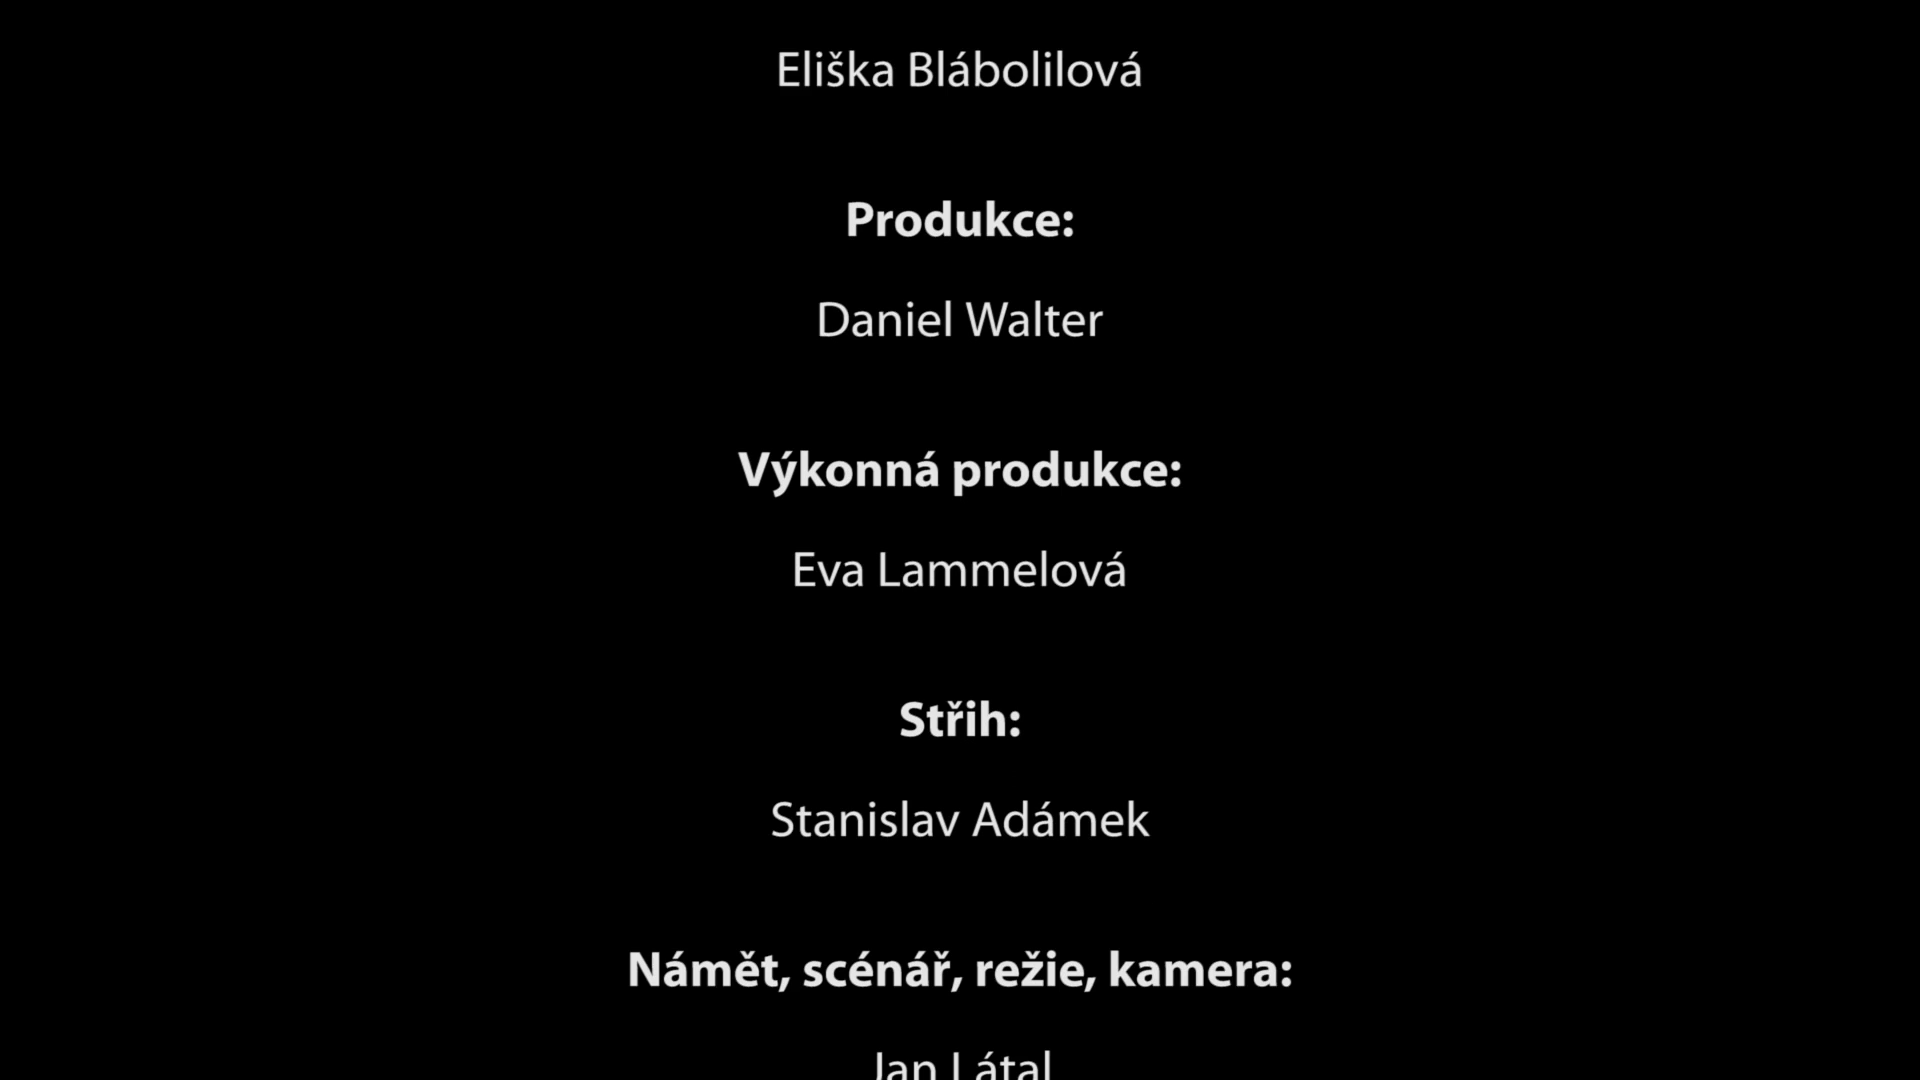 Eliška Blábolilová
Produkce:
Daniel Walter
Výkonná produkce:
Eva Lammelová
Střih:
Stanislav Adámek
Námět, scénář, režie, kamera:
Jan Látal